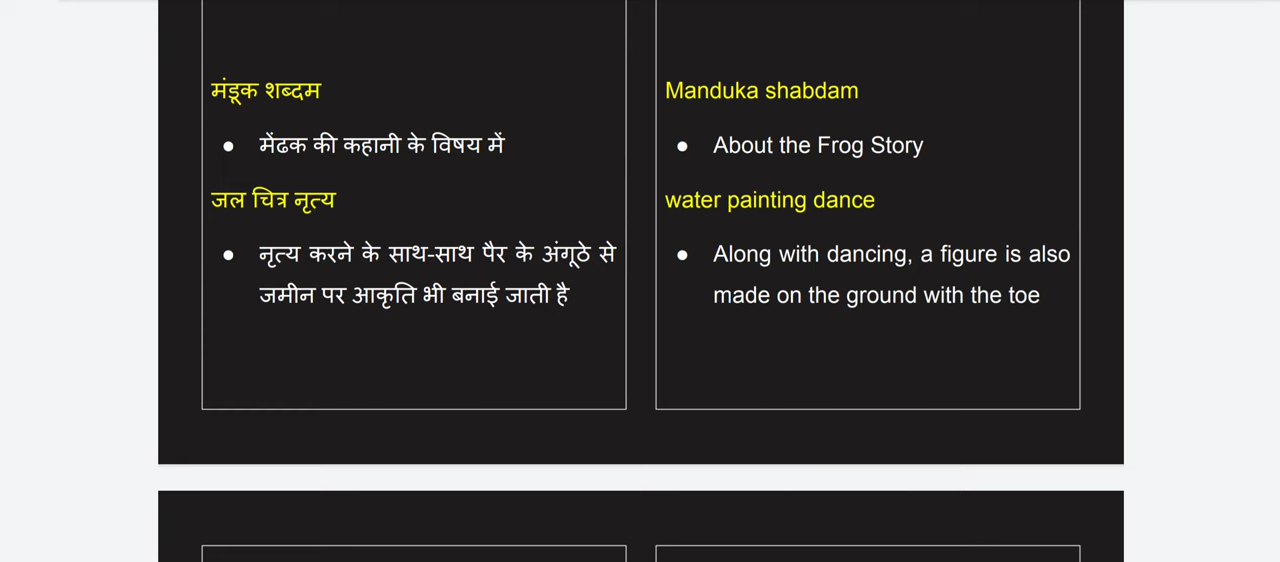 मंडूक शब्दम
● मेंढक की कहानी के विषय में
जल चित्र नृत्य
● नृत्य करने के साथ-साथ पैर के अंगूठे से
जमीन पर आकृति भी बनाई जाती है
Manduka shabdam
● About the Frog Story
water painting dance
● Along with dancing, a figure is also
made on the ground with the toe